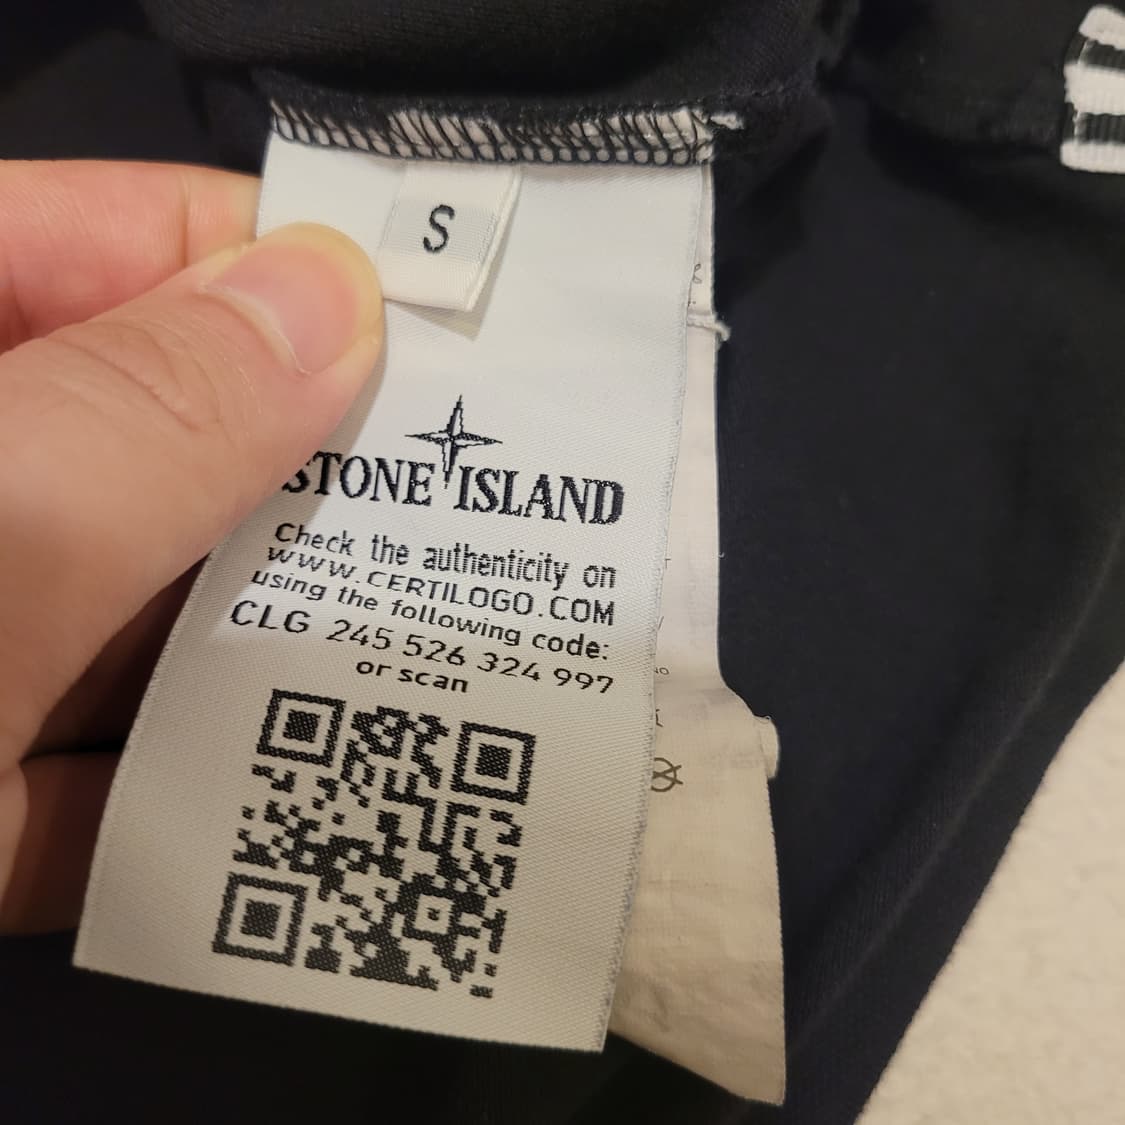 S
STONE ISLAND
Check the authenticity on
WWW.CERTILOGO.COM
using the following code:
CLG 245 526 324 997
or scan